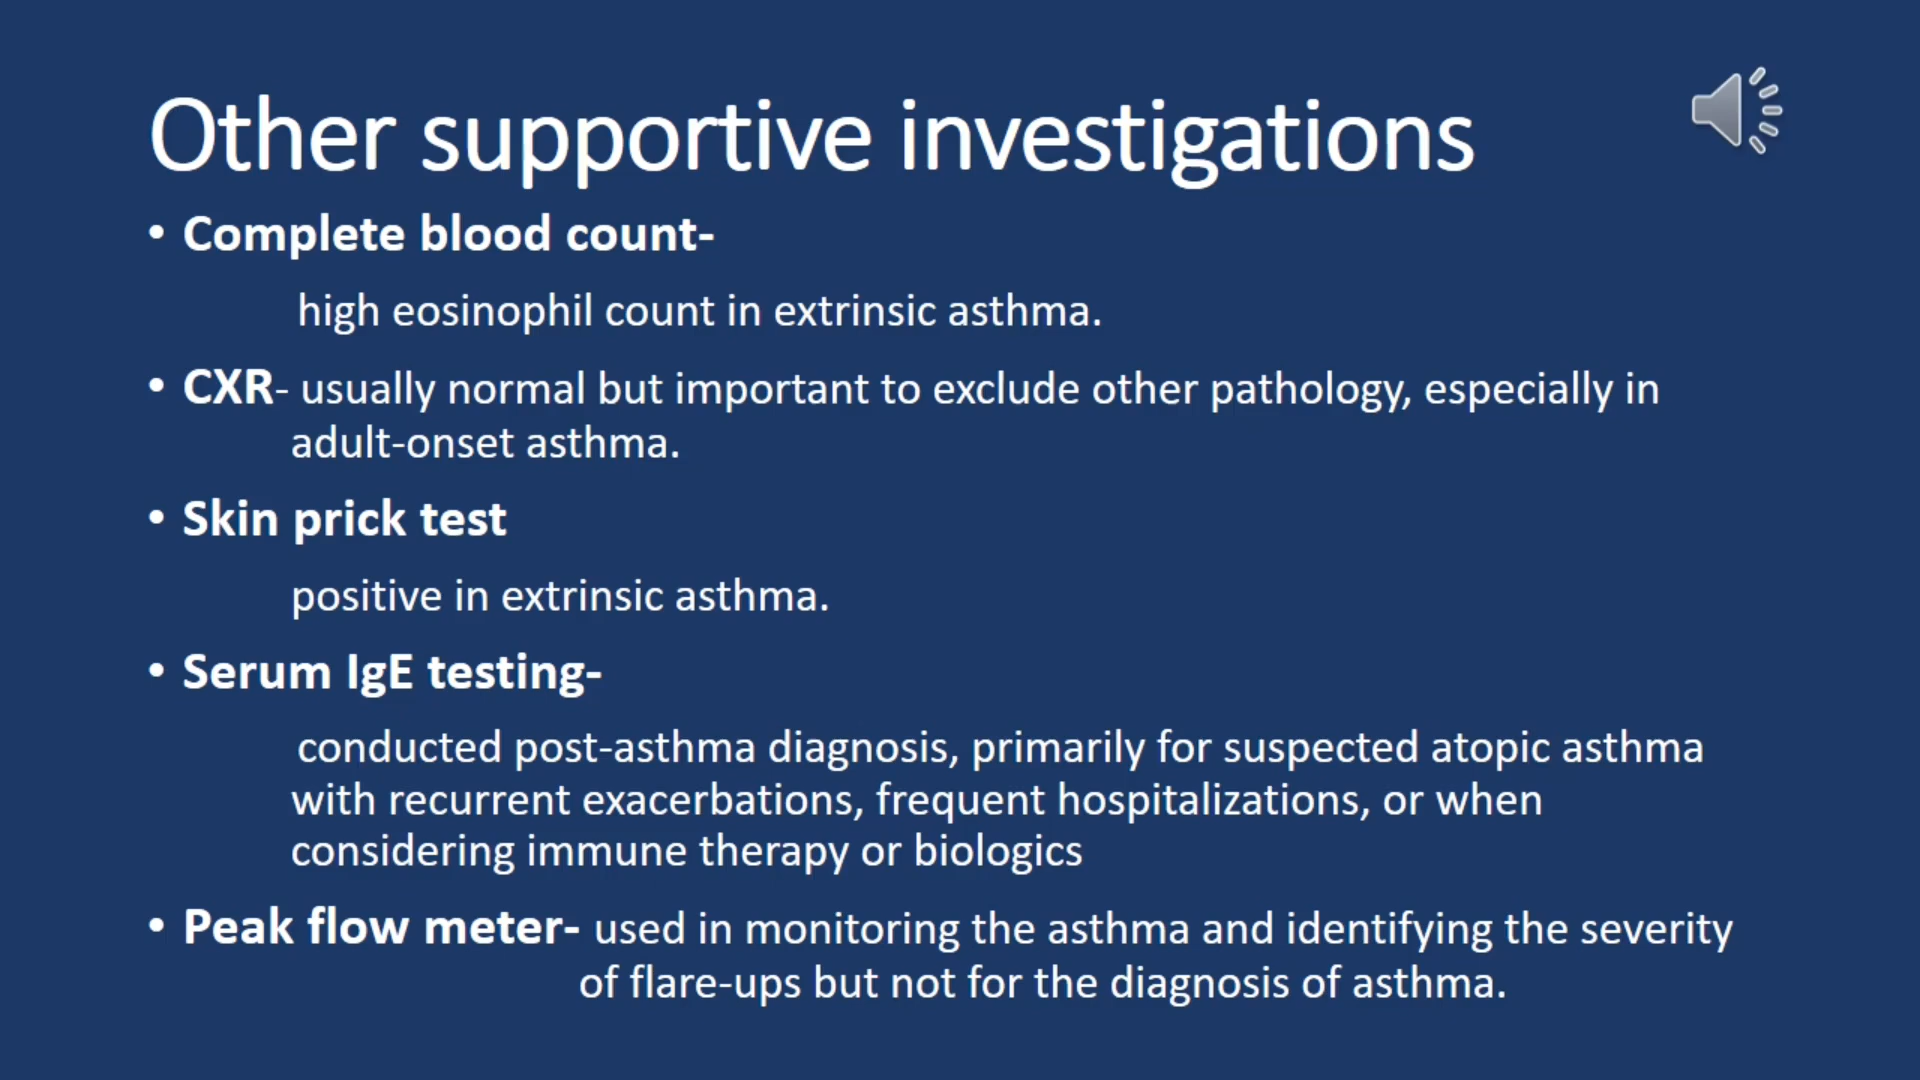 Other supportive investigations
• Complete blood count-
high eosinophil count in extrinsic asthma.
• CXR- usually normal but important to exclude other pathology, especially in
adult-onset asthma.
• Skin prick test
positive in extrinsic asthma.
• Serum IgE testing-
conducted post-asthma diagnosis, primarily for suspected atopic asthma
with recurrent exacerbations, frequent hospitalizations, or when
considering immune therapy or biologics
• Peak flow meter- used in monitoring the asthma and identifying the severity
of flare-ups but not for the diagnosis of asthma.